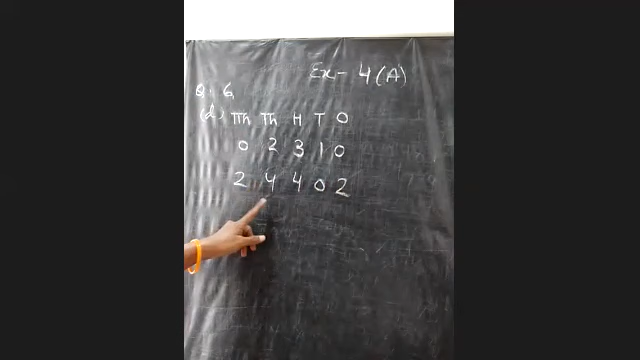 Ex - 4 (A)
Q. 6.
(d) TTh Th H T O
0 2 3 1 0
2 4 4 0 2